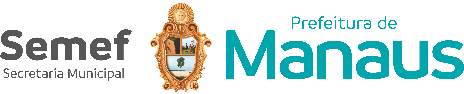 Semef
Secretaria Municipal
Prefeitura de
Manaus